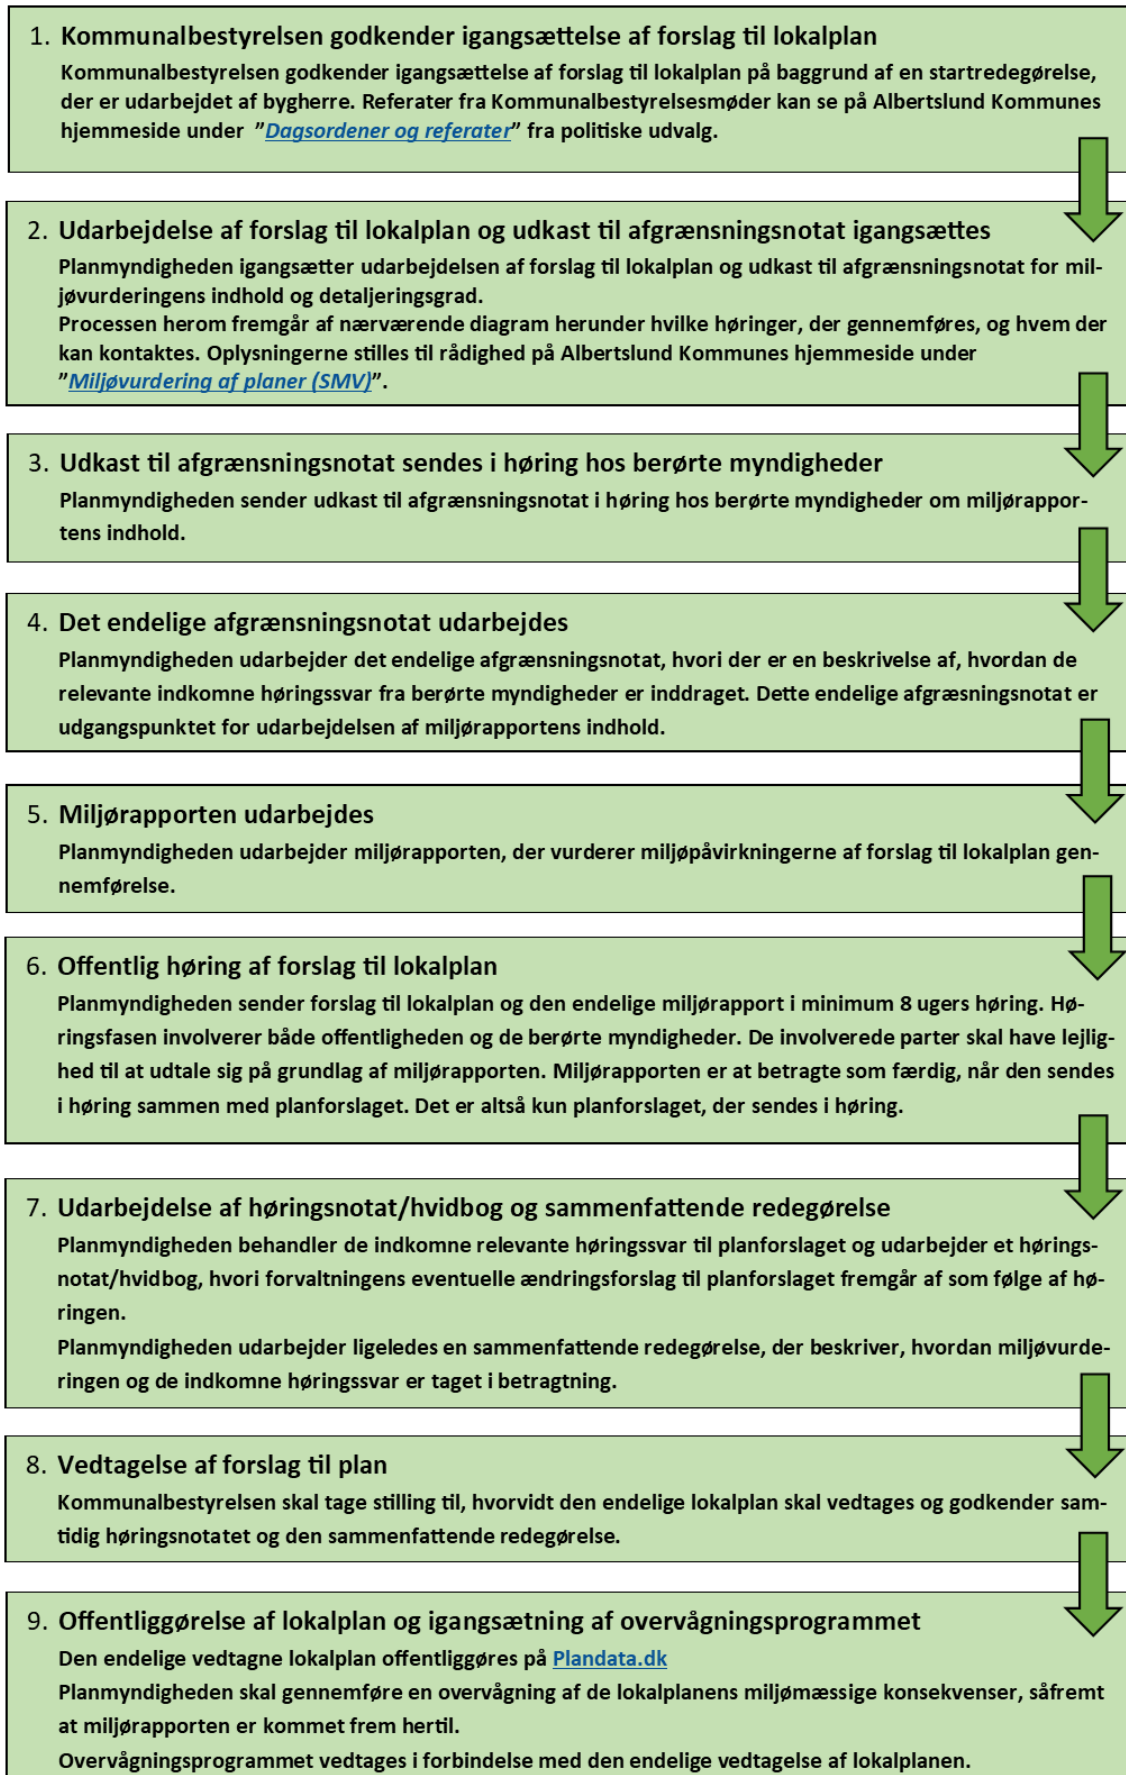 1. Kommunalbestyrelsen godkender igangsættelse af forslag til lokalplan
Kommunalbestyrelsen godkender igangsættelse af forslag til lokalplan på baggrund af en startredegørelse,
der er udarbejdet af bygherre. Referater fra Kommunalbestyrelsesmøder kan se på Albertslund Kommunes
hjemmeside under "Dagsordener og referater" fra politiske udvalg.
2. Udarbejdelse af forslag til lokalplan og udkast til afgrænsningsnotat igangsættes
Planmyndigheden igangsætter udarbejdelsen af forslag til lokalplan og udkast til afgrænsningsnotat for mil-
jøvurderingens indhold og detaljeringsgrad.
Processen herom fremgår af nærværende diagram herunder hvilke høringer, der gennemføres, og hvem der
kan kontaktes. Oplysningerne stilles til rådighed på Albertslund Kommunes hjemmeside under
"Miljøvurdering af planer (SMV)".
3. Udkast til afgrænsningsnotat sendes i høring hos berørte myndigheder
Planmyndigheden sender udkast til afgrænsningsnotat i høring hos berørte myndigheder om miljørappor-
tens indhold.
4. Det endelige afgrænsningsnotat udarbejdes
Planmyndigheden udarbejder det endelige afgrænsningsnotat, hvori der er en beskrivelse af, hvordan de
relevante indkomne høringssvar fra berørte myndigheder er inddraget. Dette endelige afgræsningsnotat er
udgangspunktet for udarbejdelsen af miljørapportens indhold.
5. Miljørapporten udarbejdes
Planmyndigheden udarbejder miljørapporten, der vurderer miljøpåvirkningerne af forslag til lokalplan gen-
nemførelse.
6. Offentlig høring af forslag til lokalplan
Planmyndigheden sender forslag til lokalplan og den endelige miljørapport i minimum 8 ugers høring. Hø-
ringsfasen involverer både offentligheden og de berørte myndigheder. De involverede parter skal have lejlig-
hed til at udtale sig på grundlag af miljørapporten. Miljørapporten er at betragte som færdig, når den sendes
i høring sammen med planforslaget. Det er altså kun planforslaget, der sendes i høring.
7. Udarbejdelse af høringsnotat/hvidbog og sammenfattende redegørelse
Planmyndigheden behandler de indkomne relevante høringssvar til planforslaget og udarbejder et hørings-
notat/hvidbog, hvori forvaltningens eventuelle ændringsforslag til planforslaget fremgår af som følge af hø-
ringen.
Planmyndigheden udarbejder ligeledes en sammenfattende redegørelse, der beskriver, hvordan miljøvurde-
ringen og de indkomne høringssvar er taget i betragtning.
8. Vedtagelse af forslag til plan
Kommunalbestyrelsen skal tage stilling til, hvorvidt den endelige lokalplan skal vedtages og godkender sam-
tidig høringsnotatet og den sammenfattende redegørelse.
9. Offentliggørelse af lokalplan og igangsætning af overvågningsprogrammet
Den endelige vedtagne lokalplan offentliggøres på Plandata.dk
Planmyndigheden skal gennemføre en overvågning af de lokalplanens miljømæssige konsekvenser, såfremt
at miljørapporten er kommet frem hertil.
Overvågningsprogrammet vedtages i forbindelse med den endelige vedtagelse af lokalplanen.